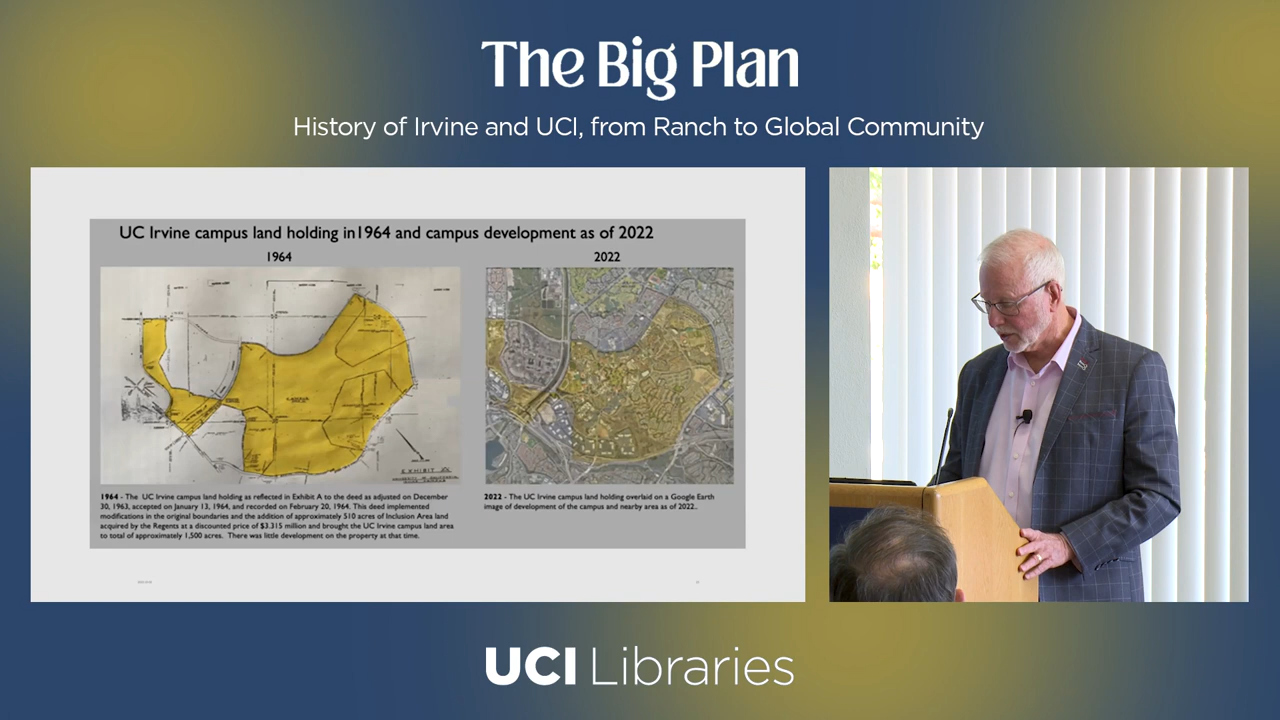 The Big Plan
History of Irvine and UCI, from Ranch to Global Community
UC Irvine campus land holding in1964 and campus development as of 2022
1964
2022
EXHIBIT "A"
1964 - The UC Irvine campus land holding as reflected in Exhibit A to the deed as adjusted on December
30, 1963, accepted on January 13, 1964, and recorded on February 20, 1964. This deed implemented
modifications in the original boundaries and the addition of approximately 510 acres of Inclusion Area land
acquired by the Regents at a discounted price of $3.315 million and brought the UC Irvine campus land area
to total of approximately 1,500 acres. There was little development on the property at that time.
2022 - The UC Irvine campus land holding overlaid on a Google Earth
image of development of the campus and nearby area as of 2022..
UCI Libraries